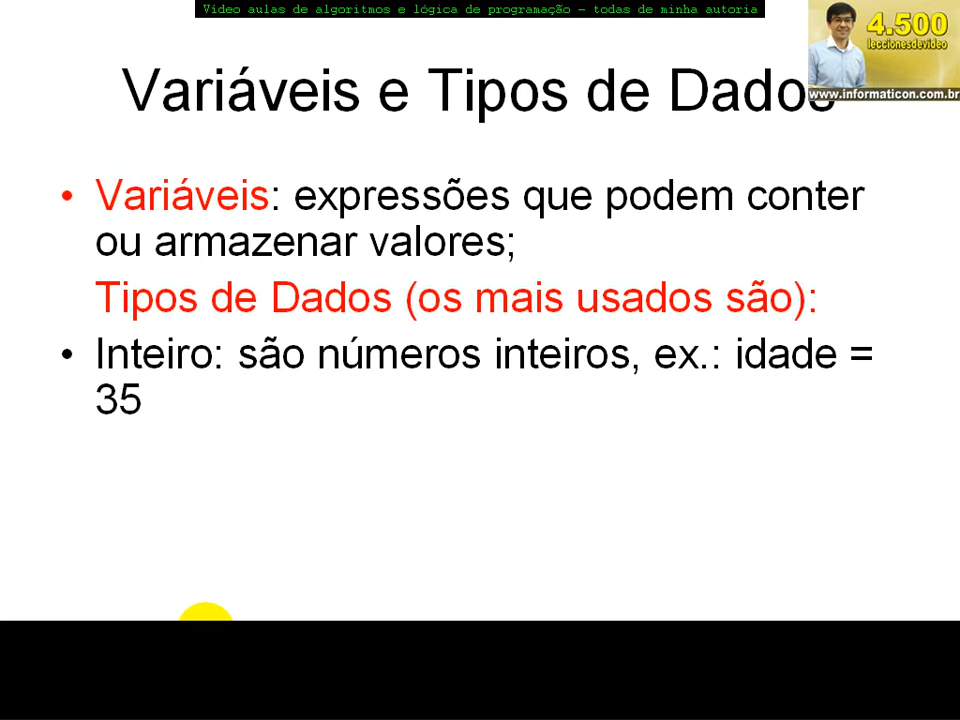 Vídeo aulas de algoritmos e lógica de programação - todas de minha autoria
4.500
leccionesdevideo
www.informaticon.com.br
Variáveis e Tipos de Dados
• Variáveis: expressões que podem conter
ou armazenar valores;
Tipos de Dados (os mais usados são):
• Inteiro: são números inteiros, ex.: idade =
35